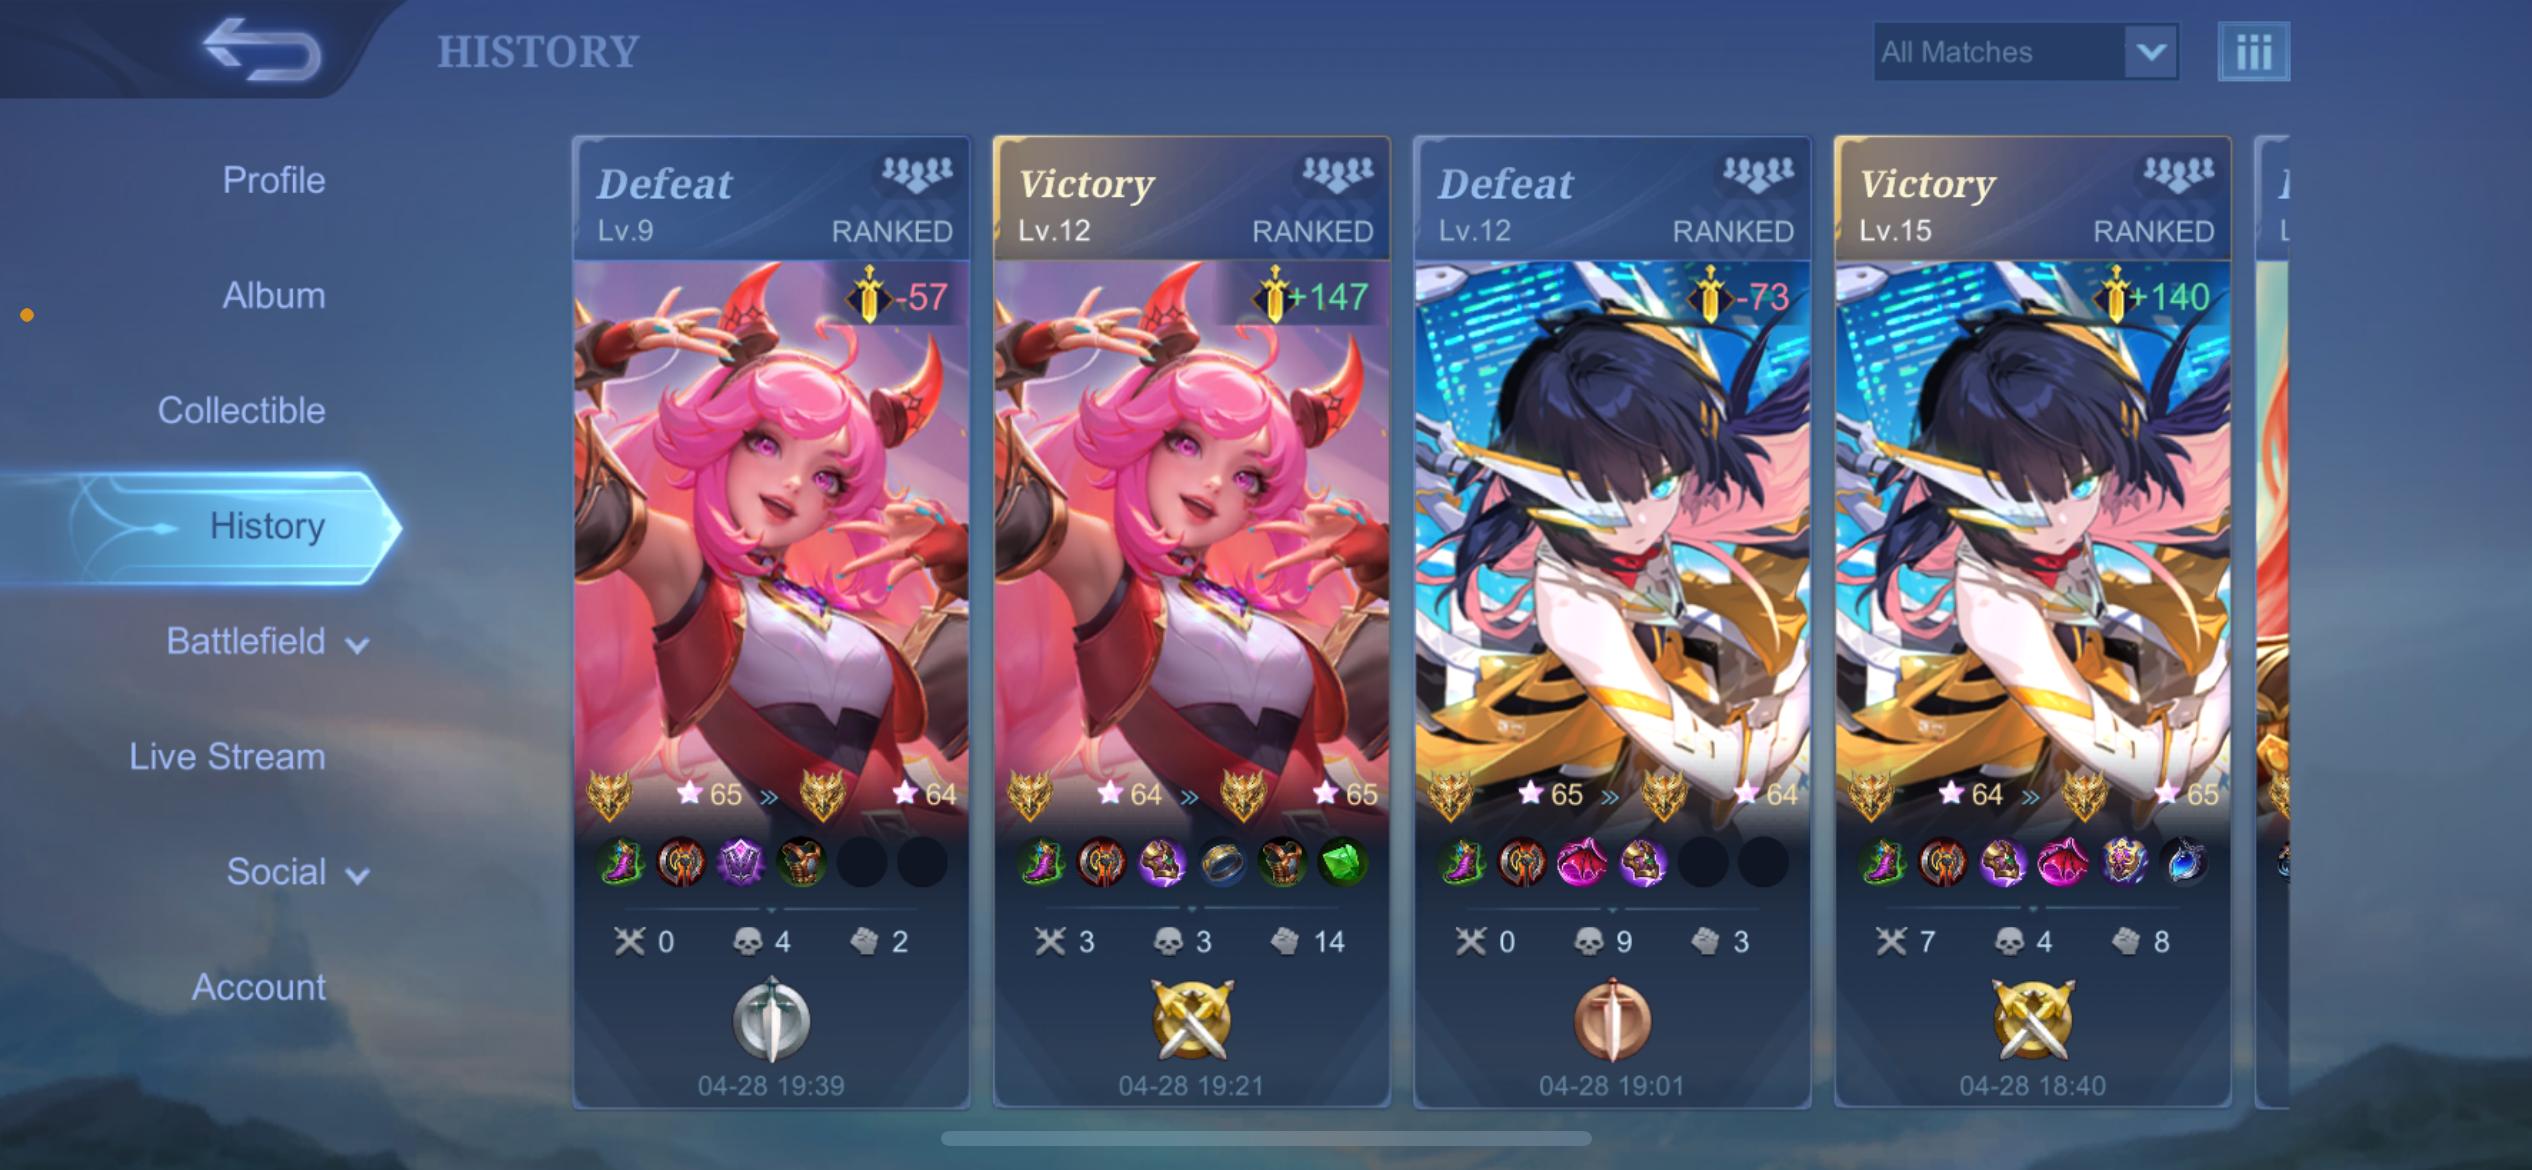 HISTORY
All Matches
Profile
Album
Collectible
History
Battlefield
Live Stream
Social
Account
Defeat
Lv.9
RANKED
-57
65 » 64
0 4 2
04-28 19:39
Victory
Lv.12
RANKED
+147
64 » 65
3 3 14
04-28 19:21
Defeat
Lv.12
RANKED
-73
65 » 64
0 9 3
04-28 19:01
Victory
Lv.15
RANKED
+140
64 » 65
7 4 8
04-28 18:40